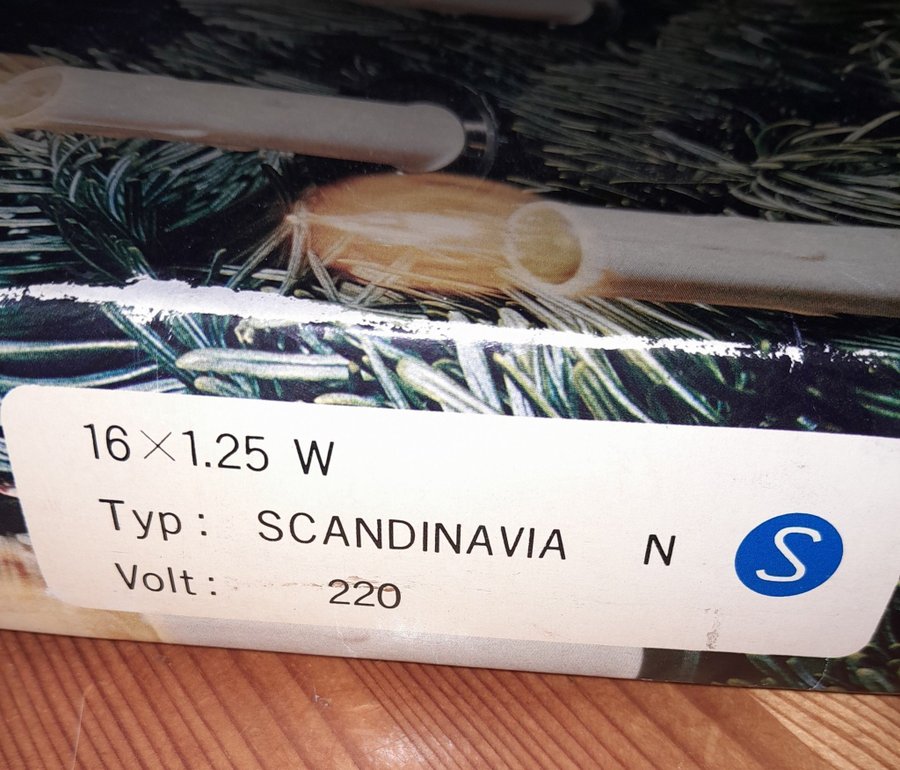 16×1.25 W
Typ: SCANDINAVIA N S
Volt: 220